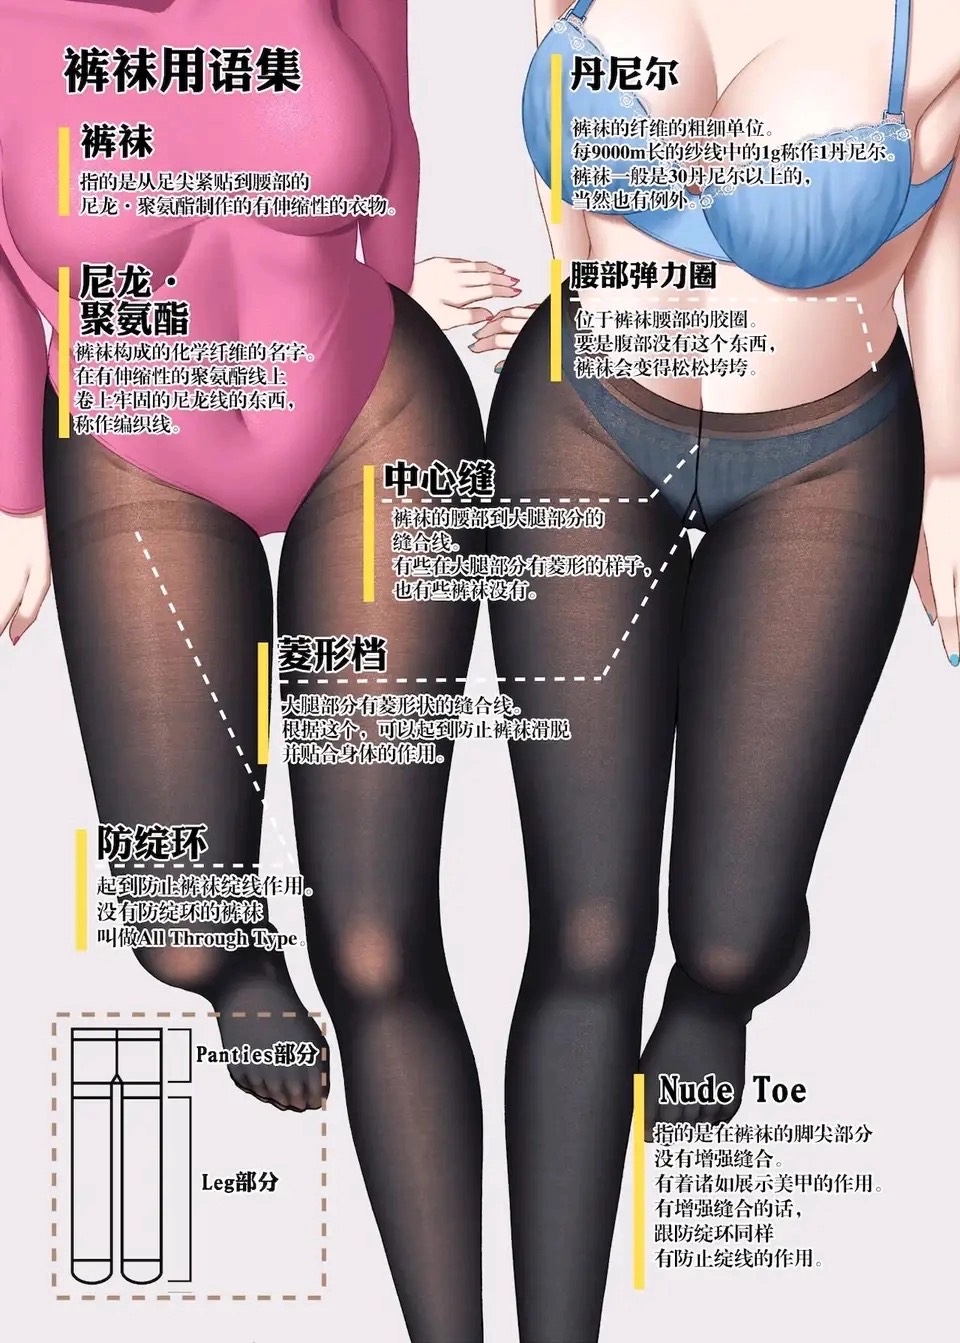 裤袜用语集
裤袜
指的是从足尖紧贴到腰部的
尼龙·聚氨酯制作的有伸缩性的衣物。
尼龙·
聚氨酯
裤袜构成的化学纤维的名字。
在有伸缩性的聚氨酯线上
卷上牢固的尼龙线的东西,
称作编织线。
丹尼尔
裤袜的纤维的粗细单位。
每9000m长的纱线中的1g称作1丹尼尔。
裤袜一般是30丹尼尔以上的,
当然也有例外。
腰部弹力圈
位于裤袜腰部的胶圈。
要是腹部没有这个东西,
裤袜会变得松松垮垮。
中心缝
裤袜的腰部到大腿部分的
缝合线。
有些在大腿部分有菱形的样子,
也有些裤袜没有。
菱形档
大腿部分有菱形状的缝合线。
根据这个,可以起到防止裤袜滑脱
并贴合身体的作用。
防绽环
起到防止裤袜绽线作用。
没有防绽环的裤袜
叫做All Through Type。
Panties部分
Leg部分
Nude Toe
指的是在裤袜的脚尖部分
没有增强缝合。
有着诸如展示美甲的作用。
有增强缝合的话,
跟防绽环同样
有防止绽线的作用。